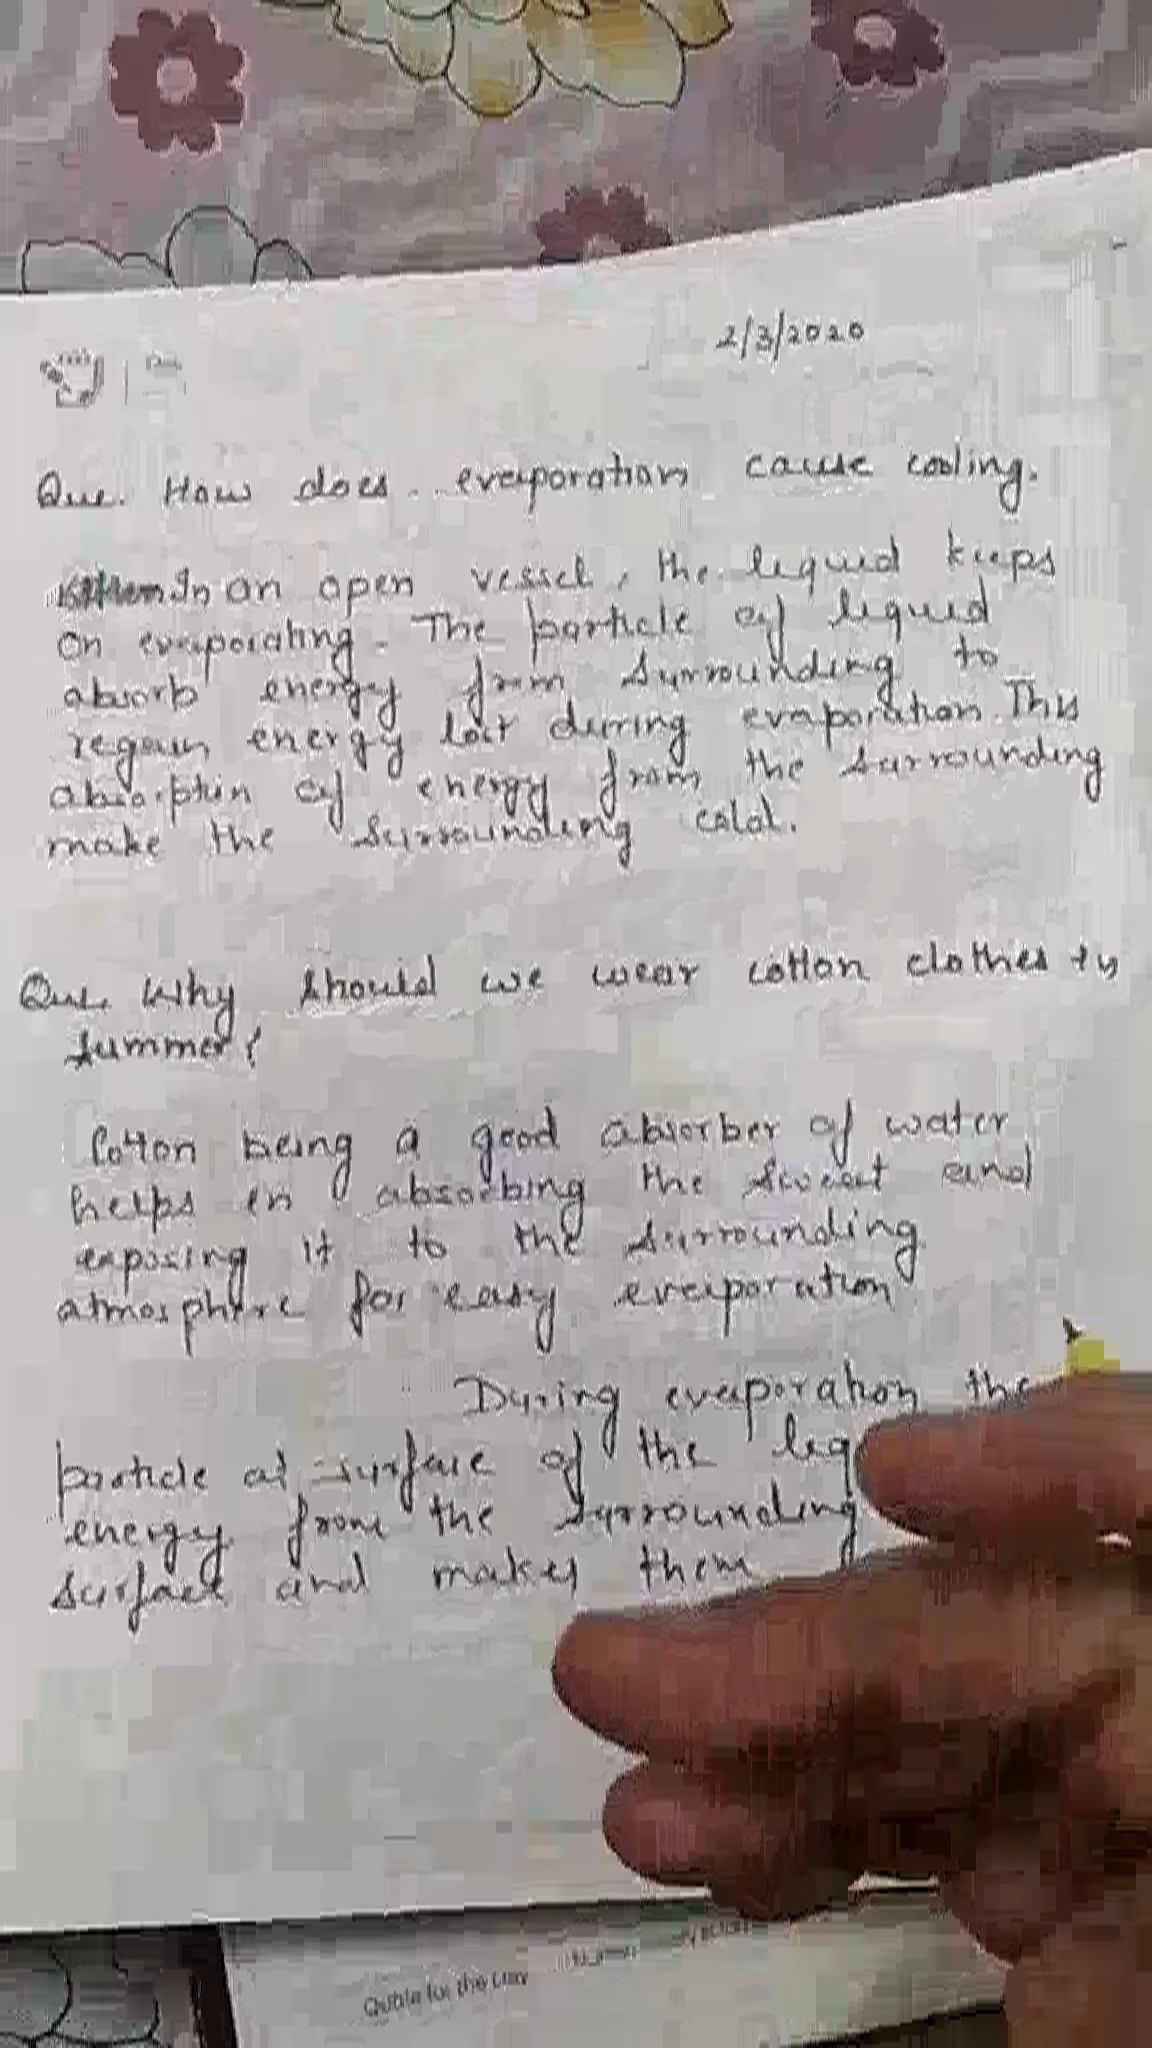 2/3/2020
Que. How does evaporation cause cooling.
In an open vessel, the liquid keeps
on evaporating. The particle of liquid
absorb energy from surrounding to
regain energy lost during evaporation. This
absorption of energy from the surrounding
make the surrounding cold.
Que. Why should we wear cotton clothes in
summer?
Cotton being a good absorber of water
helps in absorbing the sweat and
exposing it to the surrounding
atmosphere for easy evaporation
During evaporation the
particle at surface of the liq
energy from the surrounding
surface and makes them